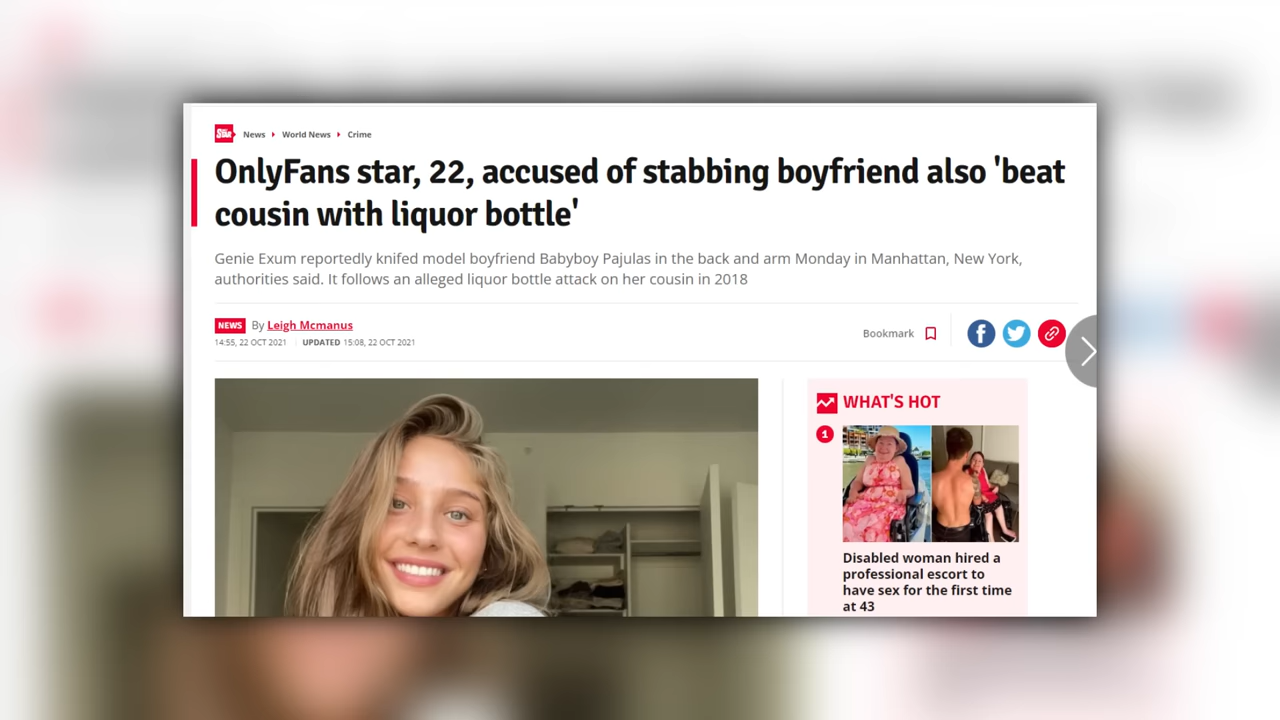 STAR
News
World News
Crime
OnlyFans star, 22, accused of stabbing boyfriend also 'beat
cousin with liquor bottle'
Genie Exum reportedly knifed model boyfriend Babyboy Pajulas in the back and arm Monday in Manhattan, New York,
authorities said. It follows an alleged liquor bottle attack on her cousin in 2018
NEWS By Leigh Mcmanus
14:55, 22 OCT 2021 | UPDATED 15:08, 22 OCT 2021
Bookmark
WHAT'S HOT
1
Disabled woman hired a
professional escort to
have sex for the first time
at 43